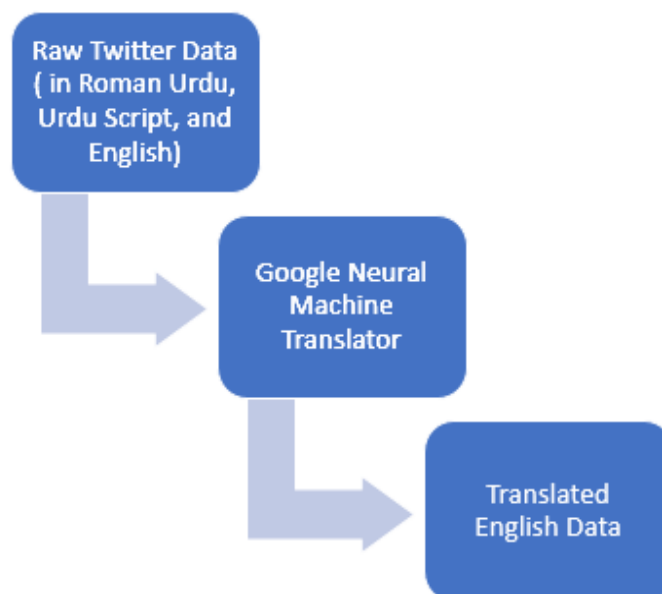 Raw Twitter Data
( in Roman Urdu,
Urdu Script, and
English)
Google Neural
Machine
Translator
Translated
English Data